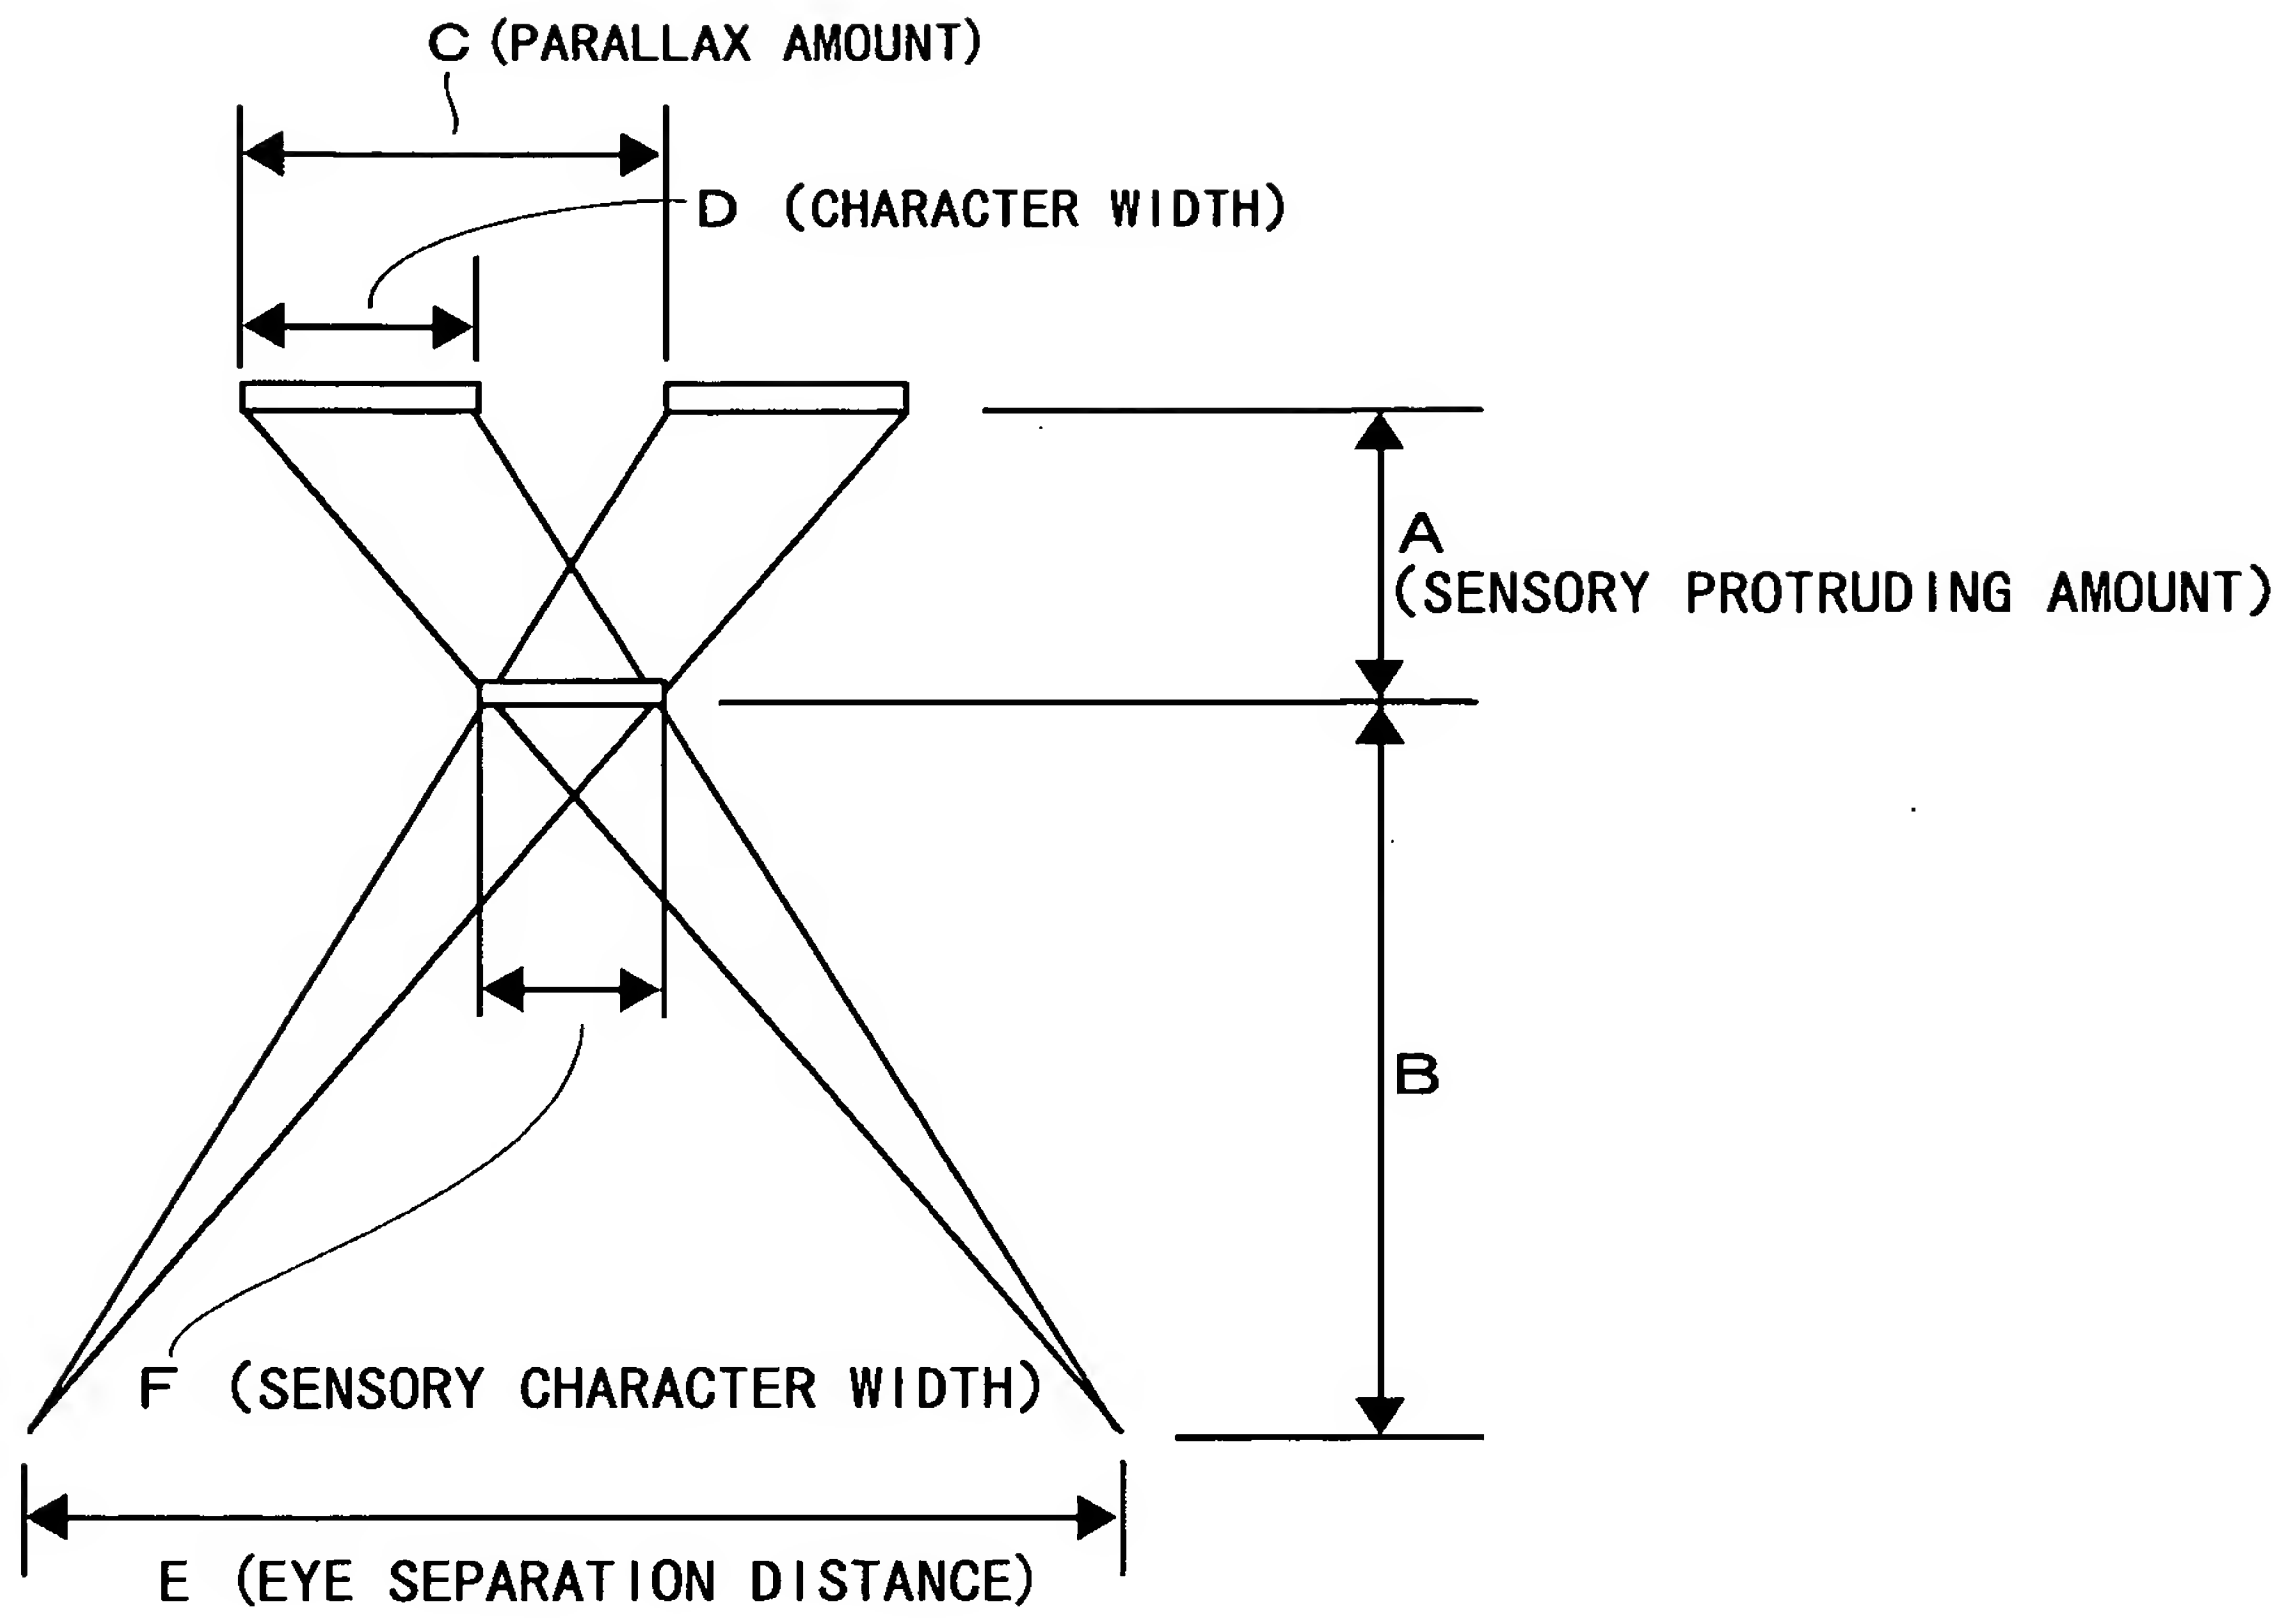 C (PARALLAX AMOUNT)
D (CHARACTER WIDTH)
A
(SENSORY PROTRUDING AMOUNT)
B
F (SENSORY CHARACTER WIDTH)
E (EYE SEPARATION DISTANCE)